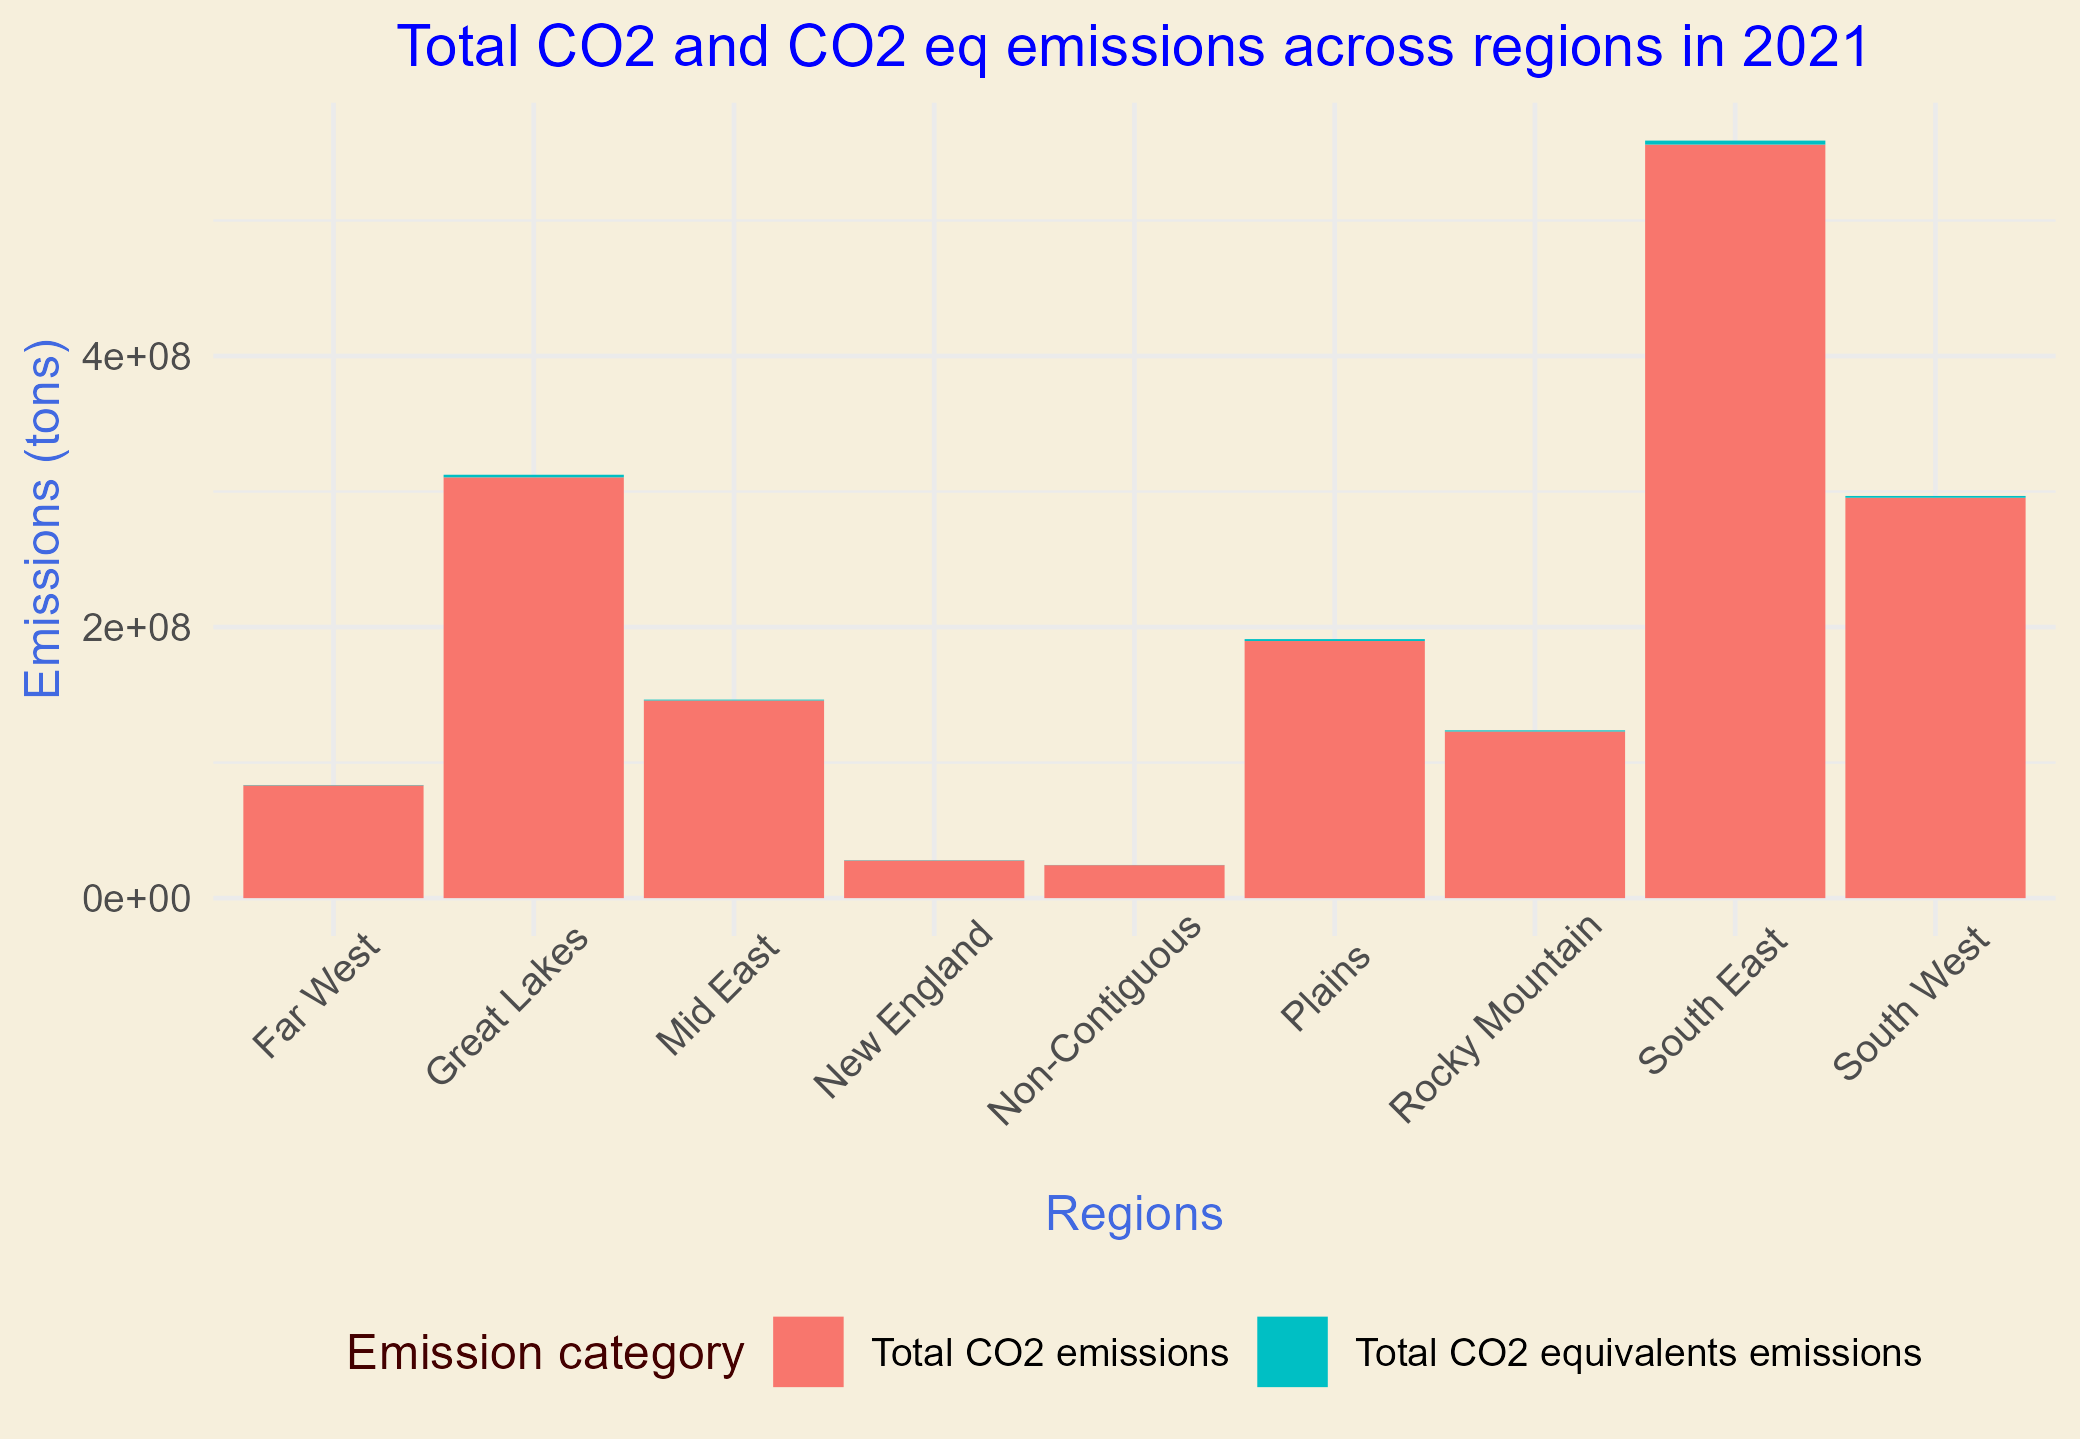 Total CO2 and CO2 eq emissions across regions in 2021
Emissions (tons)
4e+08
2e+08
0e+00
Far West
Great Lakes
Mid East
New England
Non-Contiguous
Plains
Rocky Mountain
South East
South West
Regions
Emission category
Total CO2 emissions
Total CO2 equivalents emissions